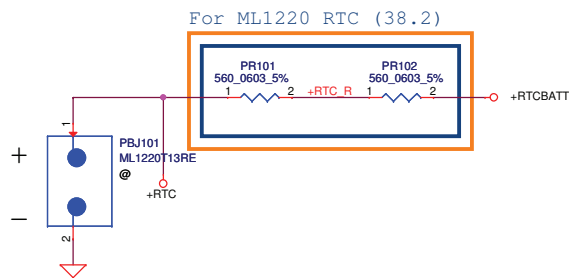 For ML1220 RTC (38.2)
PR101 PR102
560_0603_5% 560_0603_5%
1 2 +RTC_R 1 2 +RTCBATT
1
+ PBJ101
ML1220T13RE
@
+RTC
−
2